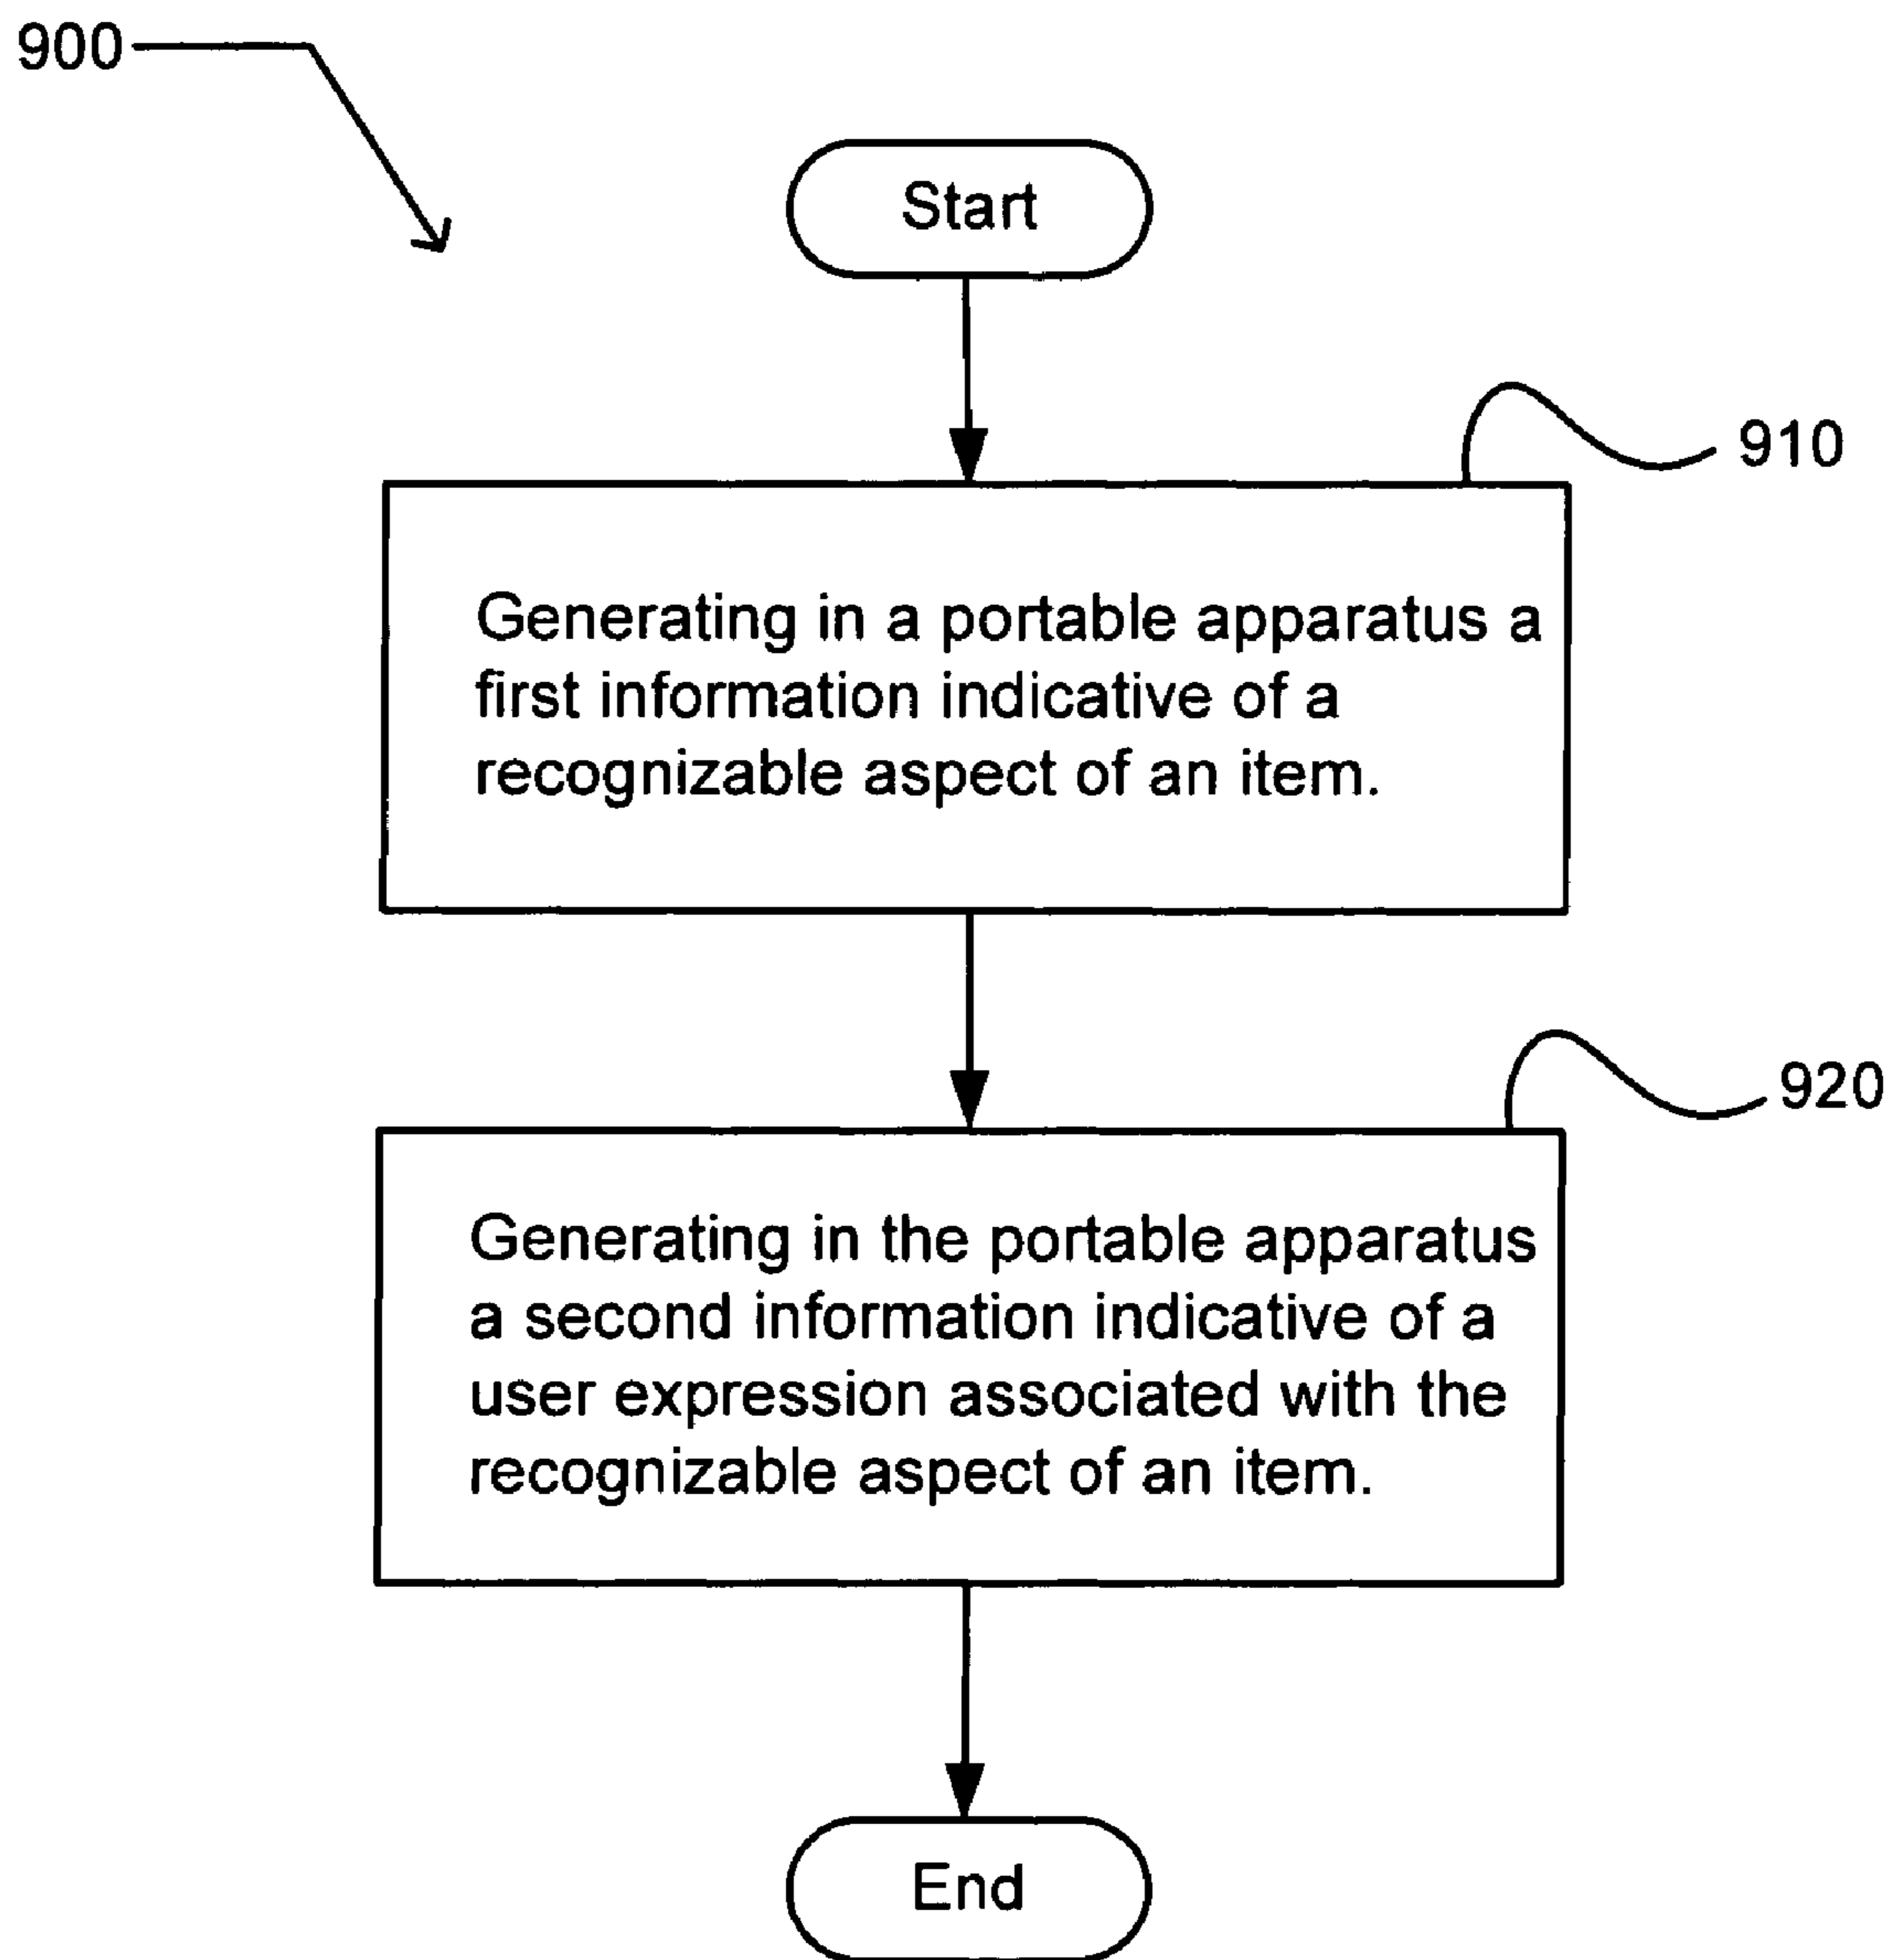 900
Start
910
Generating in a portable apparatus a
first information indicative of a
recognizable aspect of an item.
920
Generating in the portable apparatus
a second information indicative of a
user expression associated with the
recognizable aspect of an item.
End